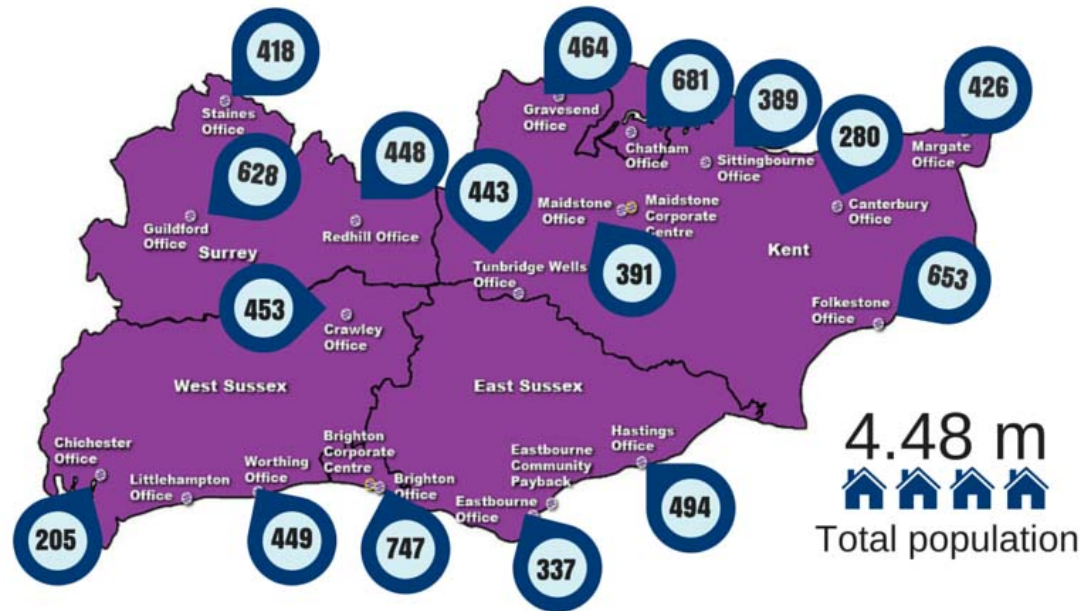 418
464
681
389
426
Staines
Office
Gravesend
Office
Chatham
Office
Sittingbourne
Office
280
Margate
Office
628
448
443
Guildford
Office
Redhill Office
Maidstone
Office
Maidstone
Corporate
Centre
Canterbury
Office
Surrey
Kent
Tunbridge Wells
Office
391
653
453
Crawley
Office
Folkestone
Office
West Sussex
East Sussex
Chichester
Office
Littlehampton
Office
Worthing
Office
Brighton
Corporate
Centre
Brighton
Office
Eastbourne
Community
Payback
Eastbourne
Office
Hastings
Office
205
449
747
337
494
4.48 m
Total population